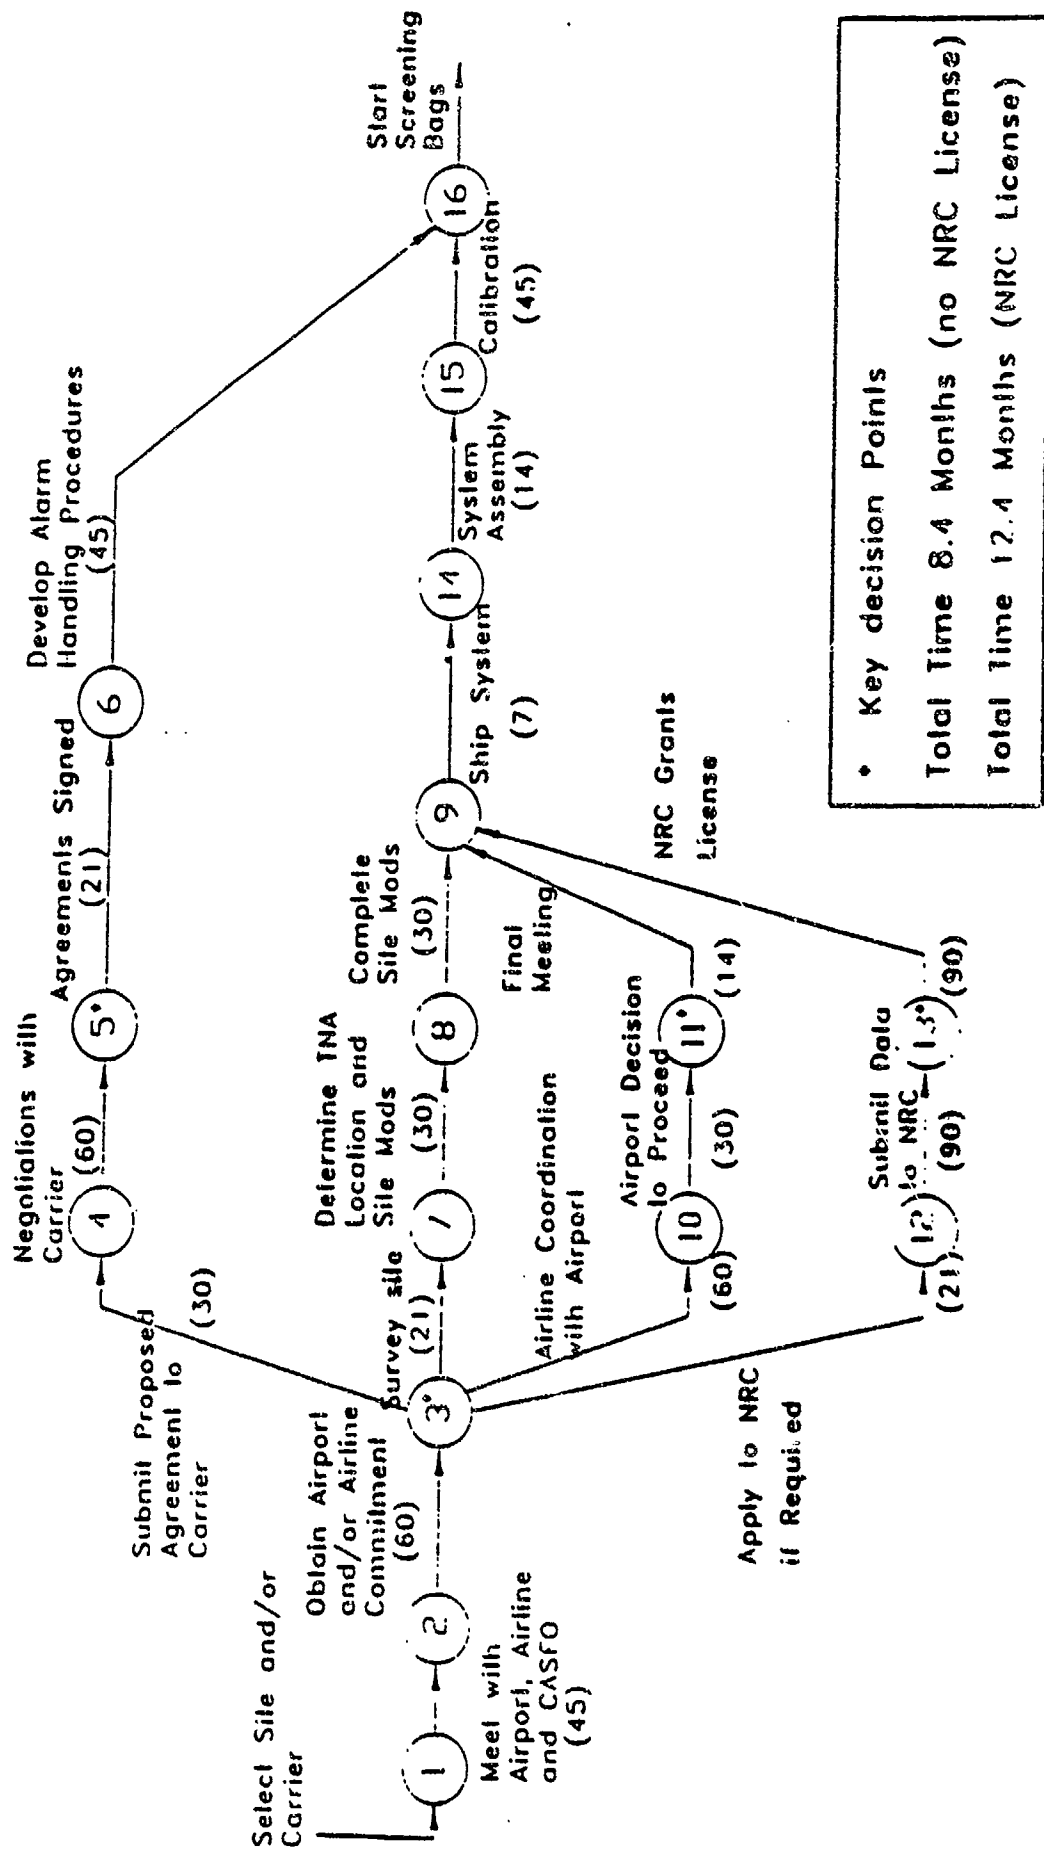 Select Site and/or
Carrier
1
Meet with
Airport, Airline
and CASFO
(45)
2
Obtain Airport
and/or Airline
Commitment
(60)
3*
Submit Proposed
Agreement to
Carrier
(30)
4
Negotiations with
Carrier
(60)
5*
Agreements Signed
(21)
6
Develop Alarm
Handling Procedures
(45)
Survey site
(21)
7
Determine TNA
Location and
Site Mods
(30)
8
Complete
Site Mods
(30)
9
Airline Coordination
with Airport
(60)
10
Airport Decision
to Proceed
(30)
11*
Final
Meeting
(14)
Apply to NRC
if Required
(21)
12
Submit Data
to NRC
(90)
13*
(90)
NRC Grants
License
Ship System
(7)
14
System
Assembly
(14)
15
Calibration
(45)
16
Start
Screening
Bags
* Key decision Points
Total Time 8.4 Months (no NRC License)
Total Time 12.4 Months (NRC License)